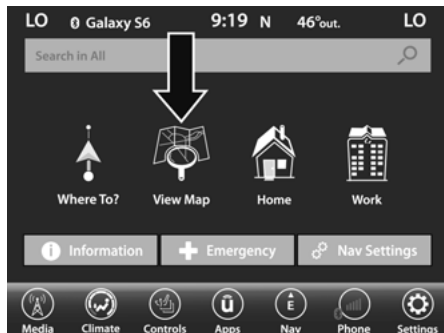 LO Galaxy S6 9:19 N 46°out. LO
Search in All
Where To? View Map Home Work
i Information Emergency Nav Settings
ū E
Media Climate Controls Apps Nav Phone Settings